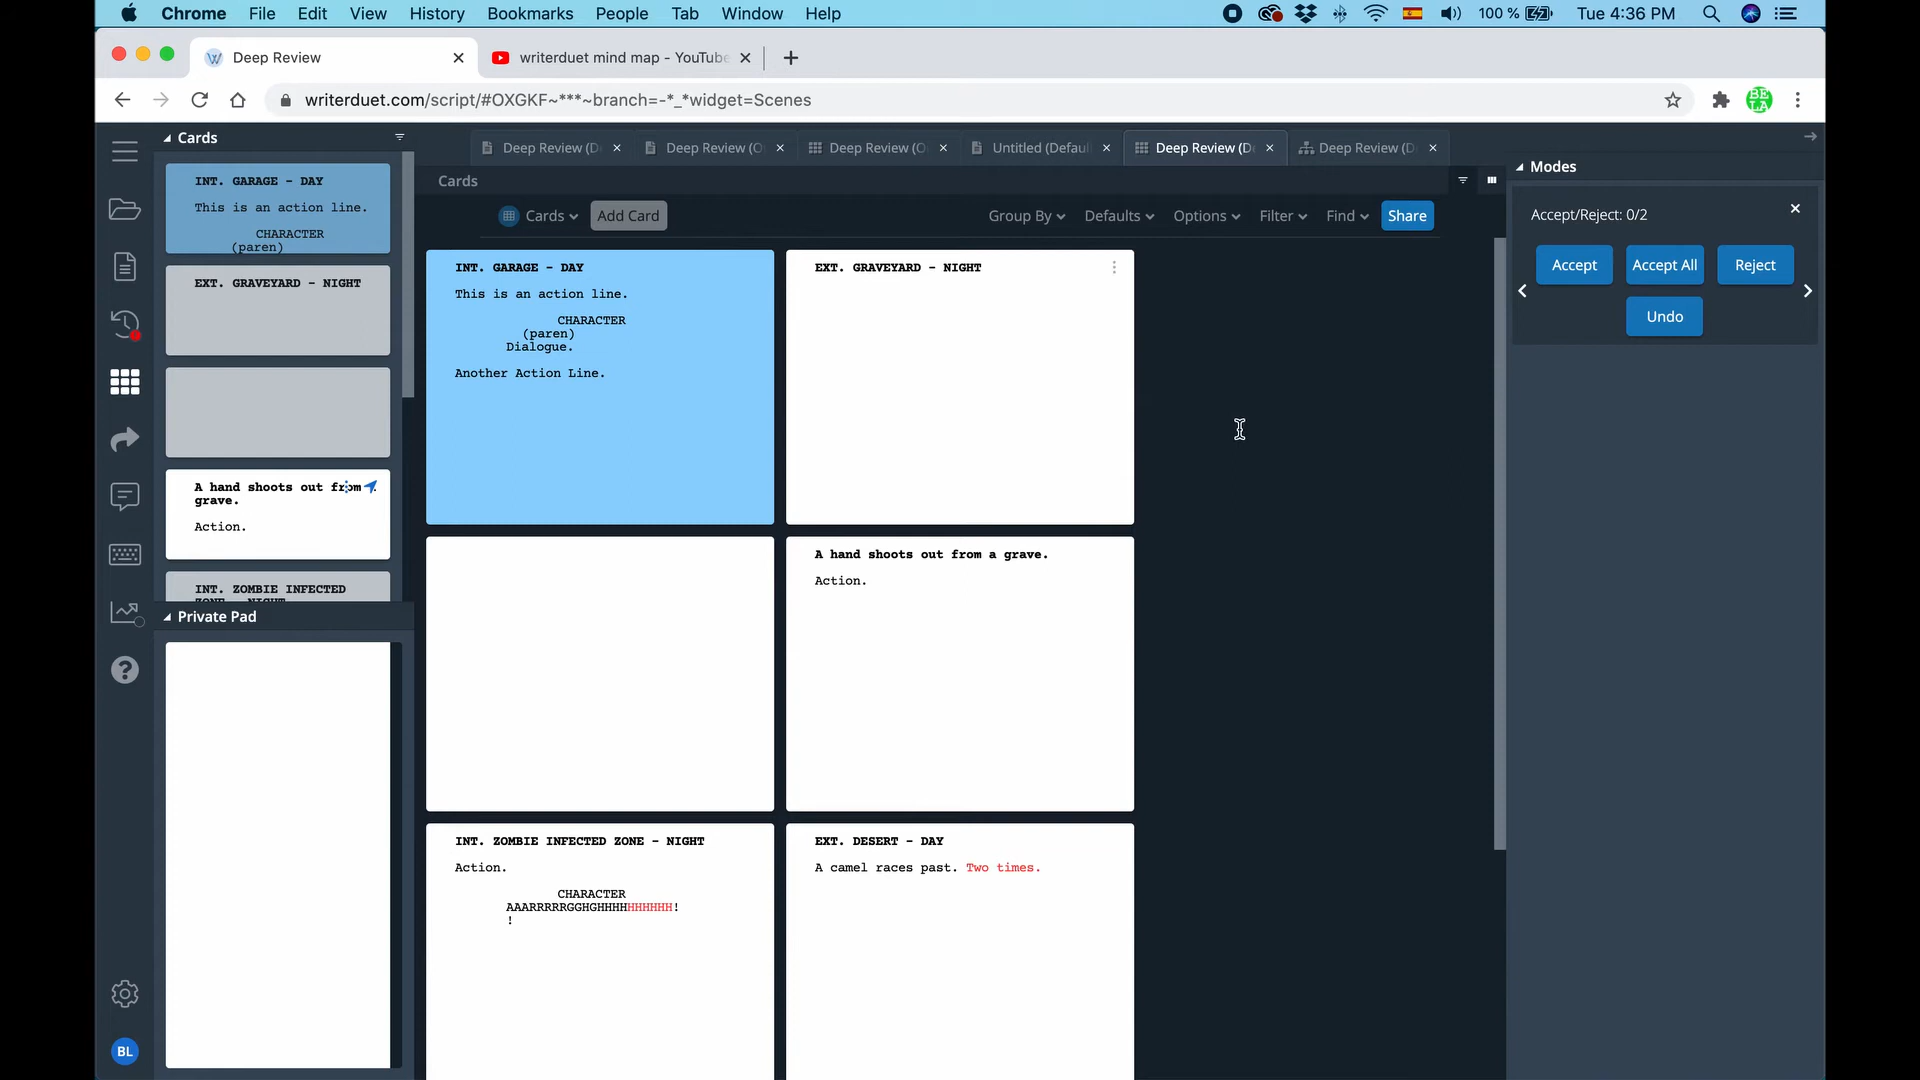 Chrome File Edit View History Bookmarks People Tab Window Help
100 % Tue 4:36 PM
Deep Review
writerduet mind map - YouTube
writerduet.com/script/#OXGKF~***~branch=-*_*widget=Scenes
Cards
INT. GARAGE - DAY
This is an action line.
CHARACTER
(paren)
EXT. GRAVEYARD - NIGHT
A hand shoots out from
grave.
Action.
INT. ZOMBIE INFECTED
ZONE - NIGHT
Private Pad
BL
Deep Review (D
Deep Review (O
Deep Review (O
Untitled (Defaul
Deep Review (D
Deep Review (D
Cards
Cards
Add Card
Group By
Defaults
Options
Filter
Find
Share
INT. GARAGE - DAY
This is an action line.
CHARACTER
(paren)
Dialogue.
Another Action Line.
EXT. GRAVEYARD - NIGHT
A hand shoots out from a grave.
Action.
INT. ZOMBIE INFECTED ZONE - NIGHT
Action.
CHARACTER
AAARRRRRGGHGHHHHHHHHHH!
!
EXT. DESERT - DAY
A camel races past. Two times.
Modes
Accept/Reject: 0/2
Accept
Accept All
Reject
Undo